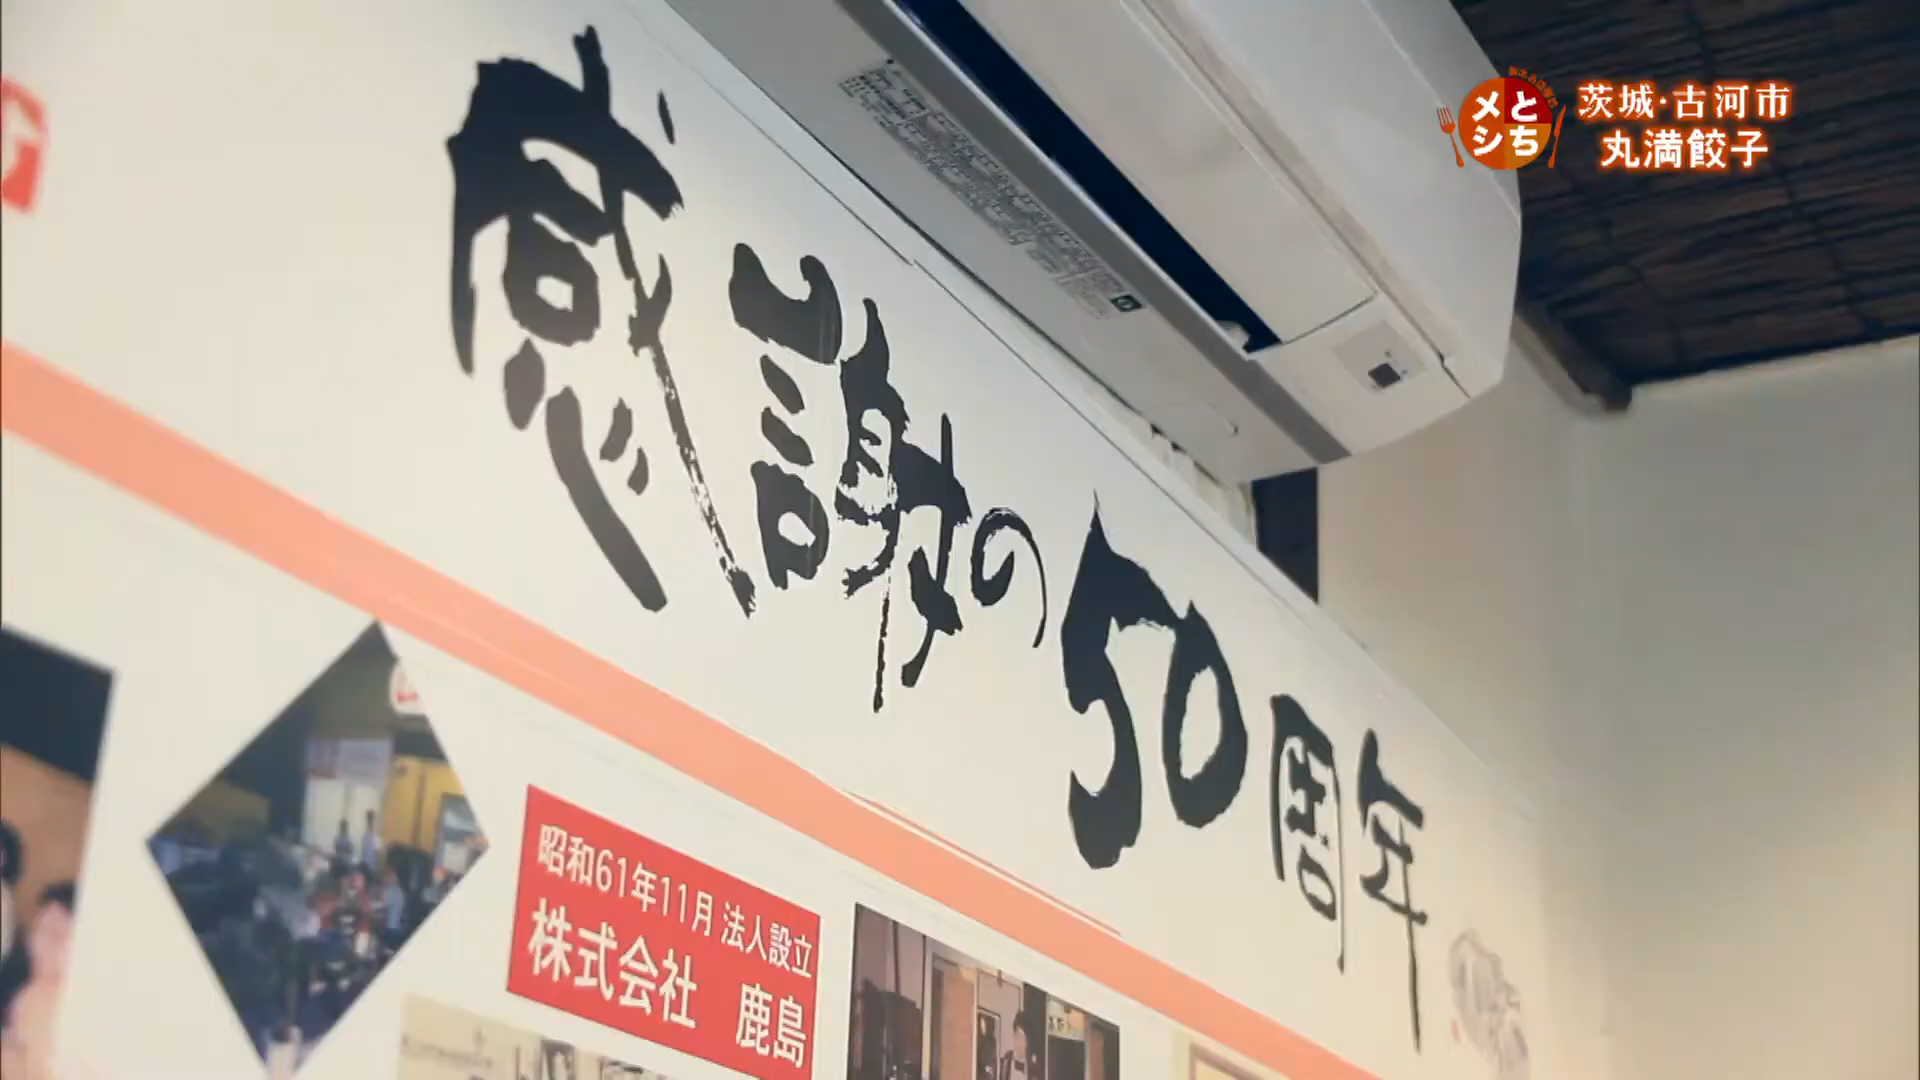 茨城・古河市
丸満餃子
とち
メシ
感謝の50周年
昭和61年11月 法人設立
株式会社 鹿島